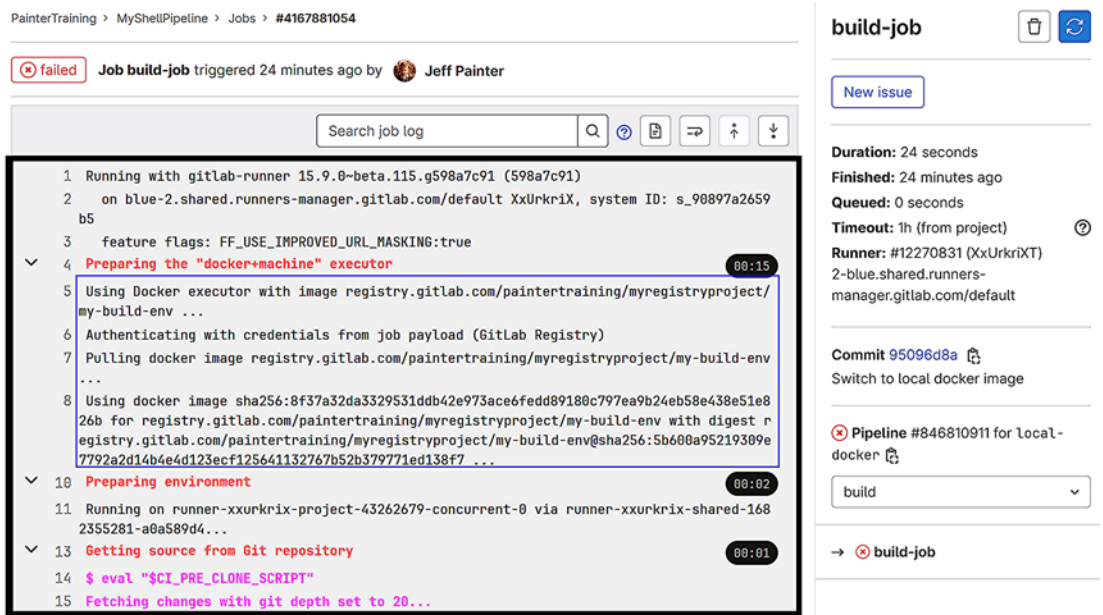 PainterTraining > MyShellPipeline > Jobs > #4167881054
failed Job build-job triggered 24 minutes ago by Jeff Painter
Search job log
1 Running with gitlab-runner 15.9.0~beta.115.g598a7c91 (598a7c91)
2 on blue-2.shared.runners-manager.gitlab.com/default XxUrkriX, system ID: s_90897a2659
b5
3 feature flags: FF_USE_IMPROVED_URL_MASKING:true
4 Preparing the "docker+machine" executor 00:15
5 Using Docker executor with image registry.gitlab.com/paintertraining/myregistryproject/
my-build-env ...
6 Authenticating with credentials from job payload (GitLab Registry)
7 Pulling docker image registry.gitlab.com/paintertraining/myregistryproject/my-build-env
...
8 Using docker image sha256:8f37a32da3329531ddb42e973ace6fedd89180c797ea9b24eb58e438e51e8
26b for registry.gitlab.com/paintertraining/myregistryproject/my-build-env with digest r
egistry.gitlab.com/paintertraining/myregistryproject/my-build-env@sha256:5b600a95219309e
7792a2d14b4e4d123ecf125641132767b52b379771ed138f7 ...
10 Preparing environment 00:02
11 Running on runner-xxurkrix-project-43262679-concurrent-0 via runner-xxurkrix-shared-168
2355281-a0a589d4...
13 Getting source from Git repository 00:01
14 $ eval "$CI_PRE_CLONE_SCRIPT"
15 Fetching changes with git depth set to 20...
build-job
New issue
Duration: 24 seconds
Finished: 24 minutes ago
Queued: 0 seconds
Timeout: 1h (from project)
Runner: #12270831 (XxUrkriXT)
2-blue.shared.runners-
manager.gitlab.com/default
Commit 95096d8a
Switch to local docker image
Pipeline #846810911 for local-
docker
build
→ build-job